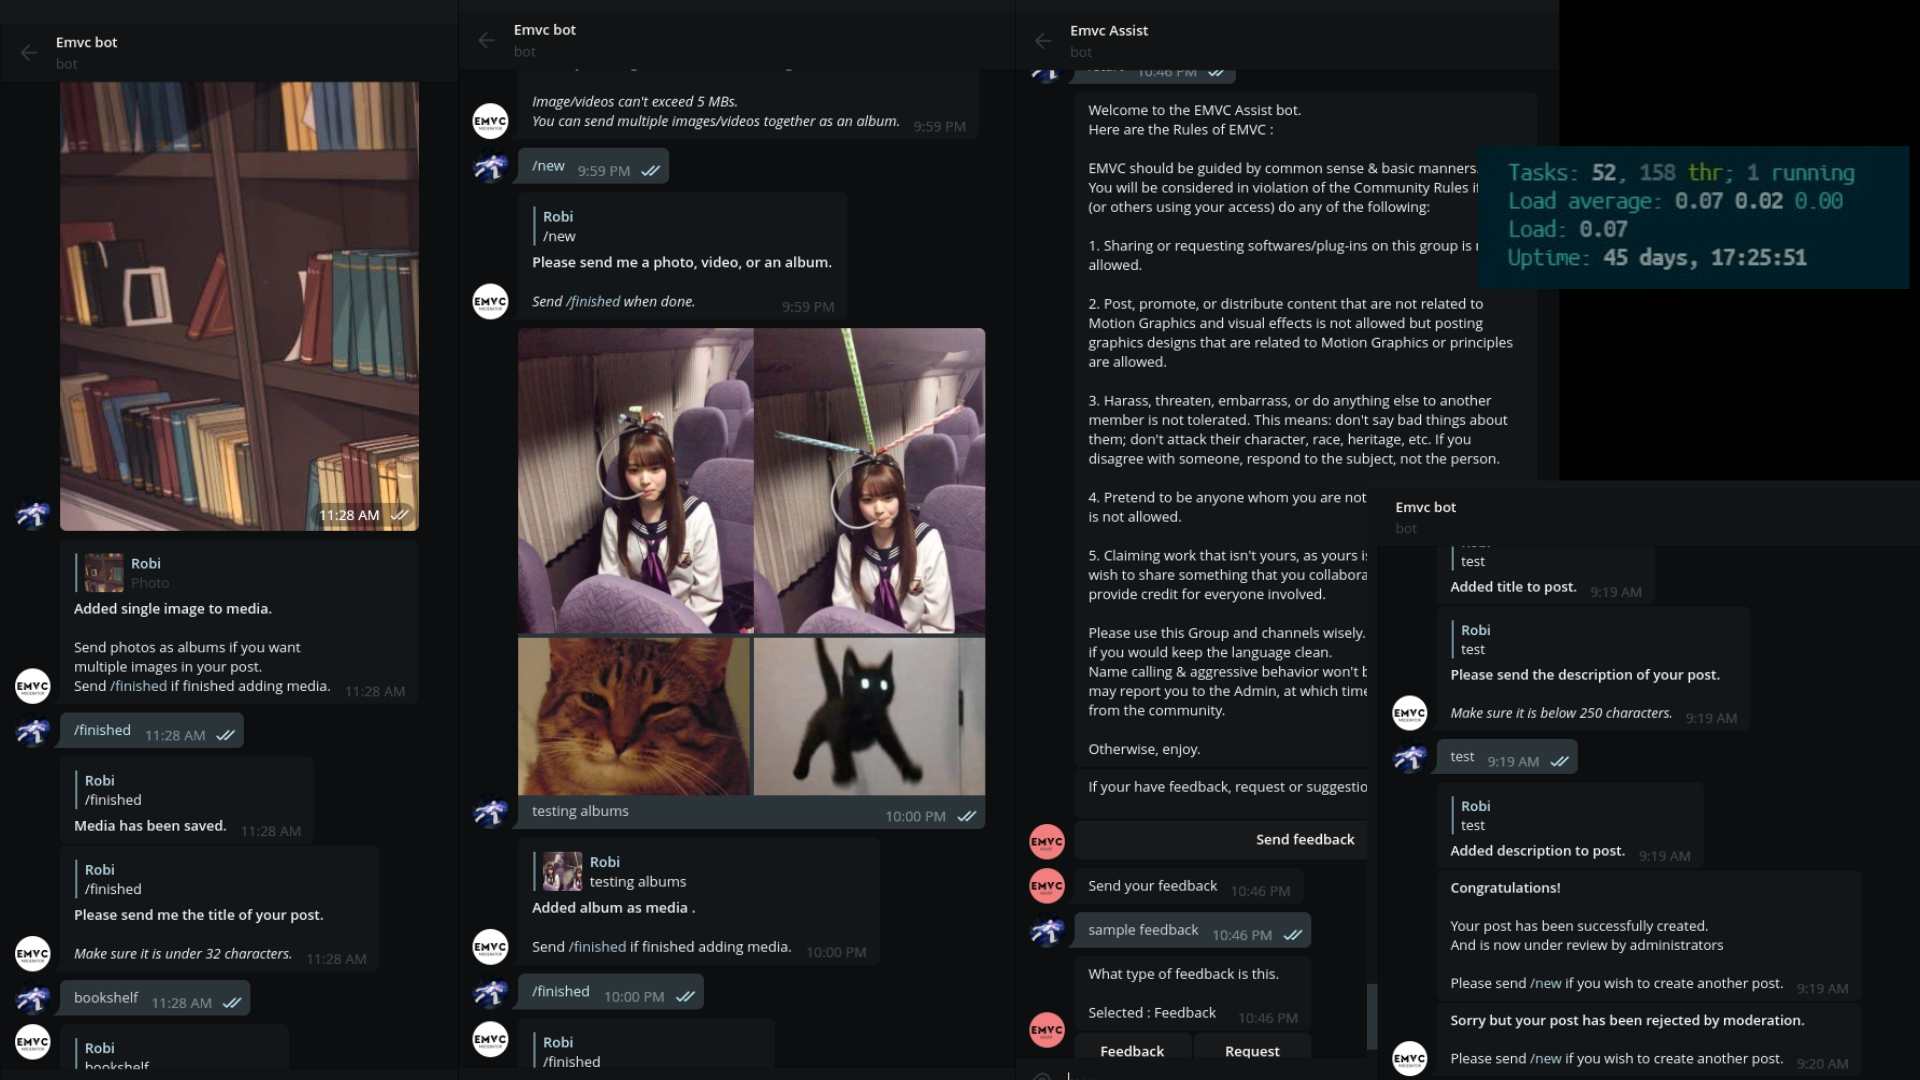 Emvc bot
bot
11:28 AM
Robi
Photo
Added single image to media.
Send photos as albums if you want
multiple images in your post.
Send /finished if finished adding media. 11:28 AM
EMVC
/finished 11:28 AM
Robi
/finished
Media has been saved. 11:28 AM
Robi
/finished
Please send me the title of your post.
Make sure it is under 32 characters. 11:28 AM
EMVC
bookshelf 11:28 AM
EMVC
Robi
bookshelf
Emvc bot
bot
Image/videos can't exceed 5 MBs.
You can send multiple images/videos together as an album. 9:59 PM
EMVC
/new 9:59 PM
Robi
/new
Please send me a photo, video, or an album.
Send /finished when done. 9:59 PM
EMVC
testing albums 10:00 PM
Robi
testing albums
Added album as media .
Send /finished if finished adding media. 10:00 PM
EMVC
/finished 10:00 PM
EMVC
Robi
/finished
Emvc Assist
bot
10:46 PM
Welcome to the EMVC Assist bot.
Here are the Rules of EMVC :
EMVC should be guided by common sense & basic manners.
You will be considered in violation of the Community Rules if
(or others using your access) do any of the following:
1. Sharing or requesting softwares/plug-ins on this group is
allowed.
2. Post, promote, or distribute content that are not related to
Motion Graphics and visual effects is not allowed but posting
graphics designs that are related to Motion Graphics or principles
are allowed.
3. Harass, threaten, embarrass, or do anything else to another
member is not tolerated. This means: don't say bad things about
them; don't attack their character, race, heritage, etc. If you
disagree with someone, respond to the subject, not the person.
4. Pretend to be anyone whom you are not
is not allowed.
5. Claiming work that isn't yours, as yours is
wish to share something that you collabora
provide credit for everyone involved.
Please use this Group and channels wisely.
if you would keep the language clean.
Name calling & aggressive behavior won't b
may report you to the Admin, at which time
from the community.
Otherwise, enjoy.
If your have feedback, request or suggestio
EMVC
Send feedback
EMVC
Send your feedback 10:46 PM
sample feedback 10:46 PM
What type of feedback is this.
Selected : Feedback 10:46 PM
EMVC
Feedback Request
Tasks: 52, 158 thr; 1 running
Load average: 0.07 0.02 0.00
Load: 0.07
Uptime: 45 days, 17:25:51
Emvc bot
bot
test
Added title to post. 9:19 AM
Robi
test
Please send the description of your post.
Make sure it is below 250 characters. 9:19 AM
EMVC
test 9:19 AM
Robi
test
Added description to post. 9:19 AM
Congratulations!
Your post has been successfully created.
And is now under review by administrators
Please send /new if you wish to create another post. 9:19 AM
Sorry but your post has been rejected by moderation.
Please send /new if you wish to create another post. 9:20 AM
EMVC